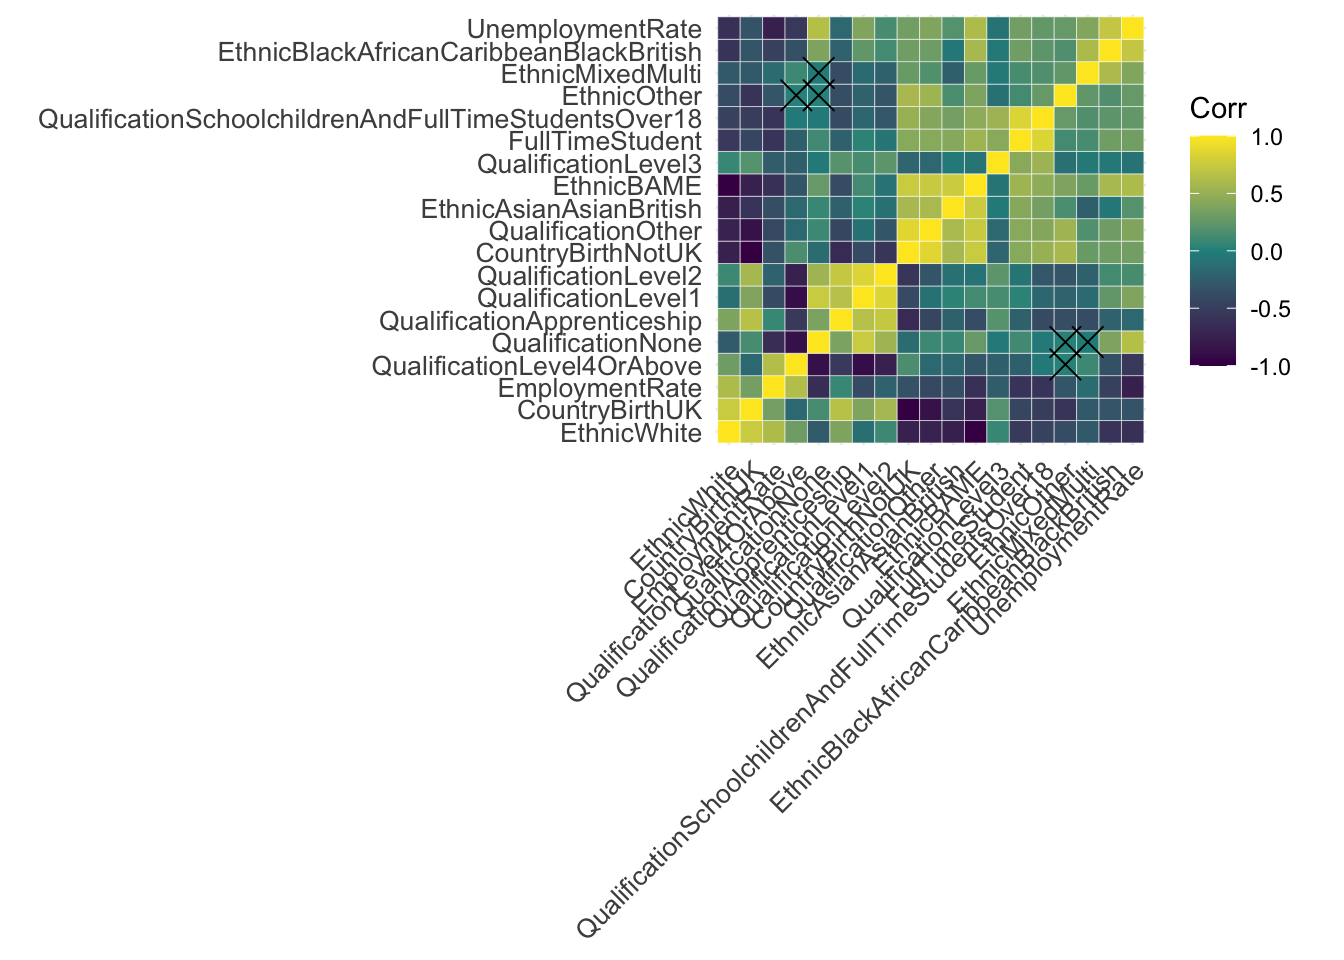 UnemploymentRate
EthnicBlackAfricanCaribbeanBlackBritish
EthnicMixedMulti
EthnicOther
QualificationSchoolchildrenAndFullTimeStudentsOver18
FullTimeStudent
QualificationLevel3
EthnicBAME
EthnicAsianAsianBritish
QualificationOther
CountryBirthNotUK
QualificationLevel2
QualificationLevel1
QualificationApprenticeship
QualificationNone
QualificationLevel4OrAbove
EmploymentRate
CountryBirthUK
EthnicWhite
EthnicWhite
CountryBirthUK
EmploymentRate
QualificationLevel4OrAbove
QualificationNone
QualificationApprenticeship
QualificationLevel1
QualificationLevel2
CountryBirthNotUK
QualificationOther
EthnicAsianAsianBritish
EthnicBAME
QualificationLevel3
FullTimeStudent
QualificationSchoolchildrenAndFullTimeStudentsOver18
EthnicOther
EthnicMixedMulti
EthnicBlackAfricanCaribbeanBlackBritish
UnemploymentRate
Corr
1.0
0.5
0.0
-0.5
-1.0